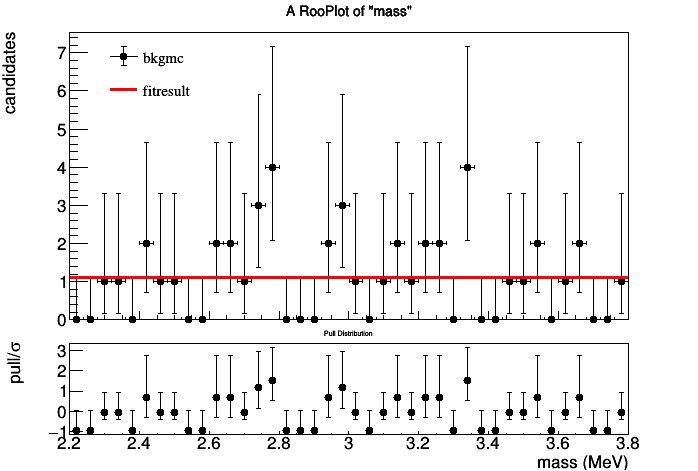 A RooPlot of "mass"
candidates
7
6
5
4
3
2
1
0
bkgmc
fitresult
Pull Distribution
pull/σ
3
2
1
0
−1
2.2 2.4 2.6 2.8 3 3.2 3.4 3.6 3.8
mass (MeV)